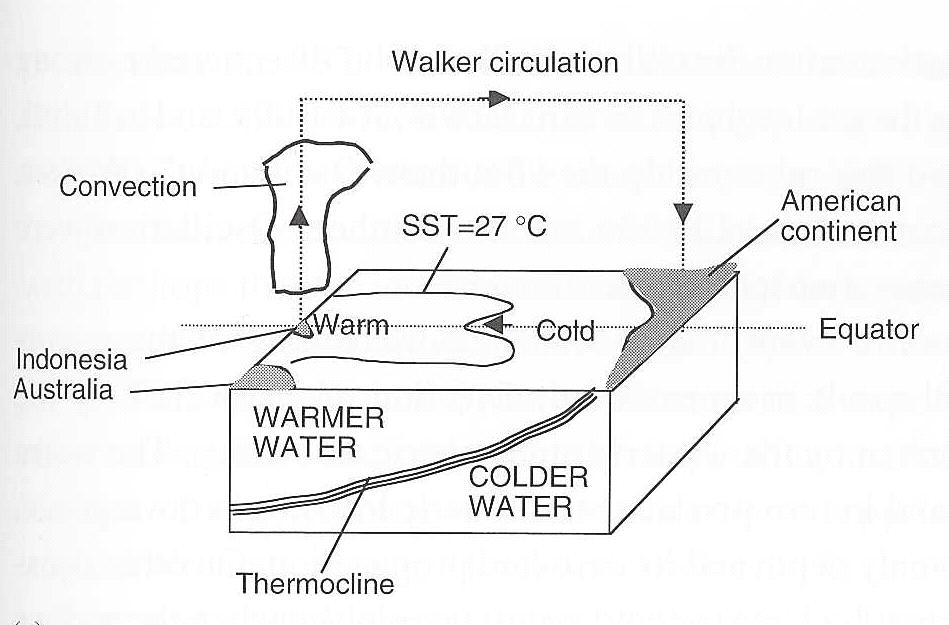 Walker circulation
Convection
SST=27 °C
American
continent
Warm
Cold
Equator
Indonesia
Australia
WARMER
WATER
COLDER
WATER
Thermocline